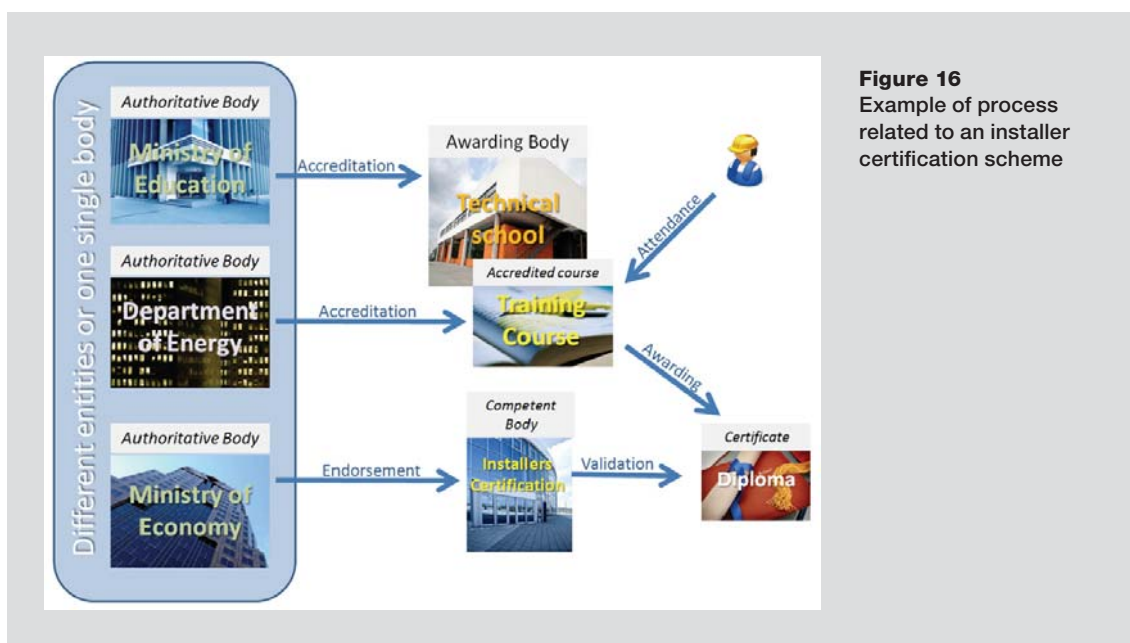 Different entities or one single body
Authoritative Body
Ministry of
Education
Accreditation
Awarding Body
Technical
school
Attendance
Authoritative Body
Department
of Energy
Accreditation
Accredited course
Training
Course
Awarding
Authoritative Body
Ministry of
Economy
Endorsement
Competent
Body
Installers
Certification
Validation
Certificate
Diploma
Figure 16
Example of process
related to an installer
certification scheme